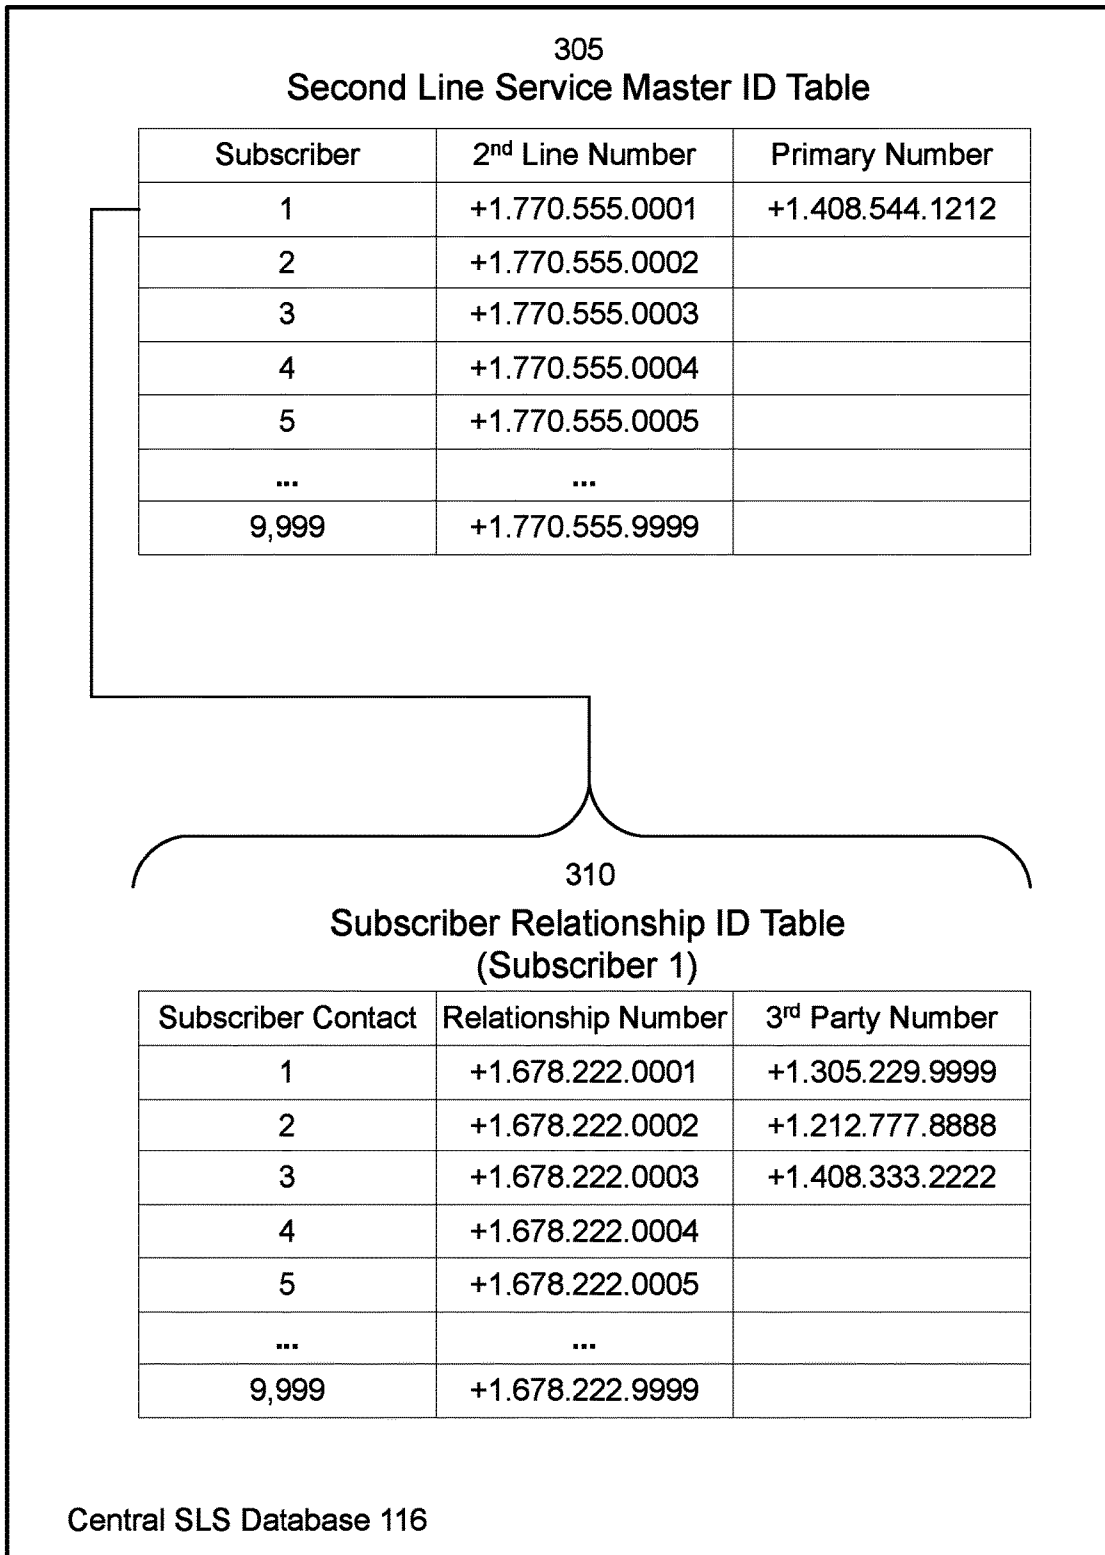 305
Second Line Service Master ID Table
Subscriber 2nd Line Number Primary Number
1 +1.770.555.0001 +1.408.544.1212
2 +1.770.555.0002
3 +1.770.555.0003
4 +1.770.555.0004
5 +1.770.555.0005
... ...
9,999 +1.770.555.9999
310
Subscriber Relationship ID Table
(Subscriber 1)
Subscriber Contact Relationship Number 3rd Party Number
1 +1.678.222.0001 +1.305.229.9999
2 +1.678.222.0002 +1.212.777.8888
3 +1.678.222.0003 +1.408.333.2222
4 +1.678.222.0004
5 +1.678.222.0005
... ...
9,999 +1.678.222.9999
Central SLS Database 116